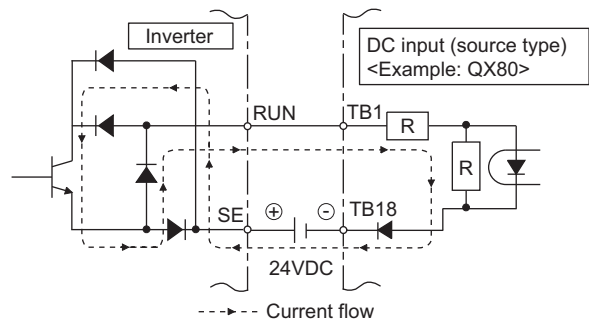 Inverter
DC input (source type)
<Example: QX80>
RUN
TB1
R
R
SE
⊕
⊖
TB18
24VDC
Current flow